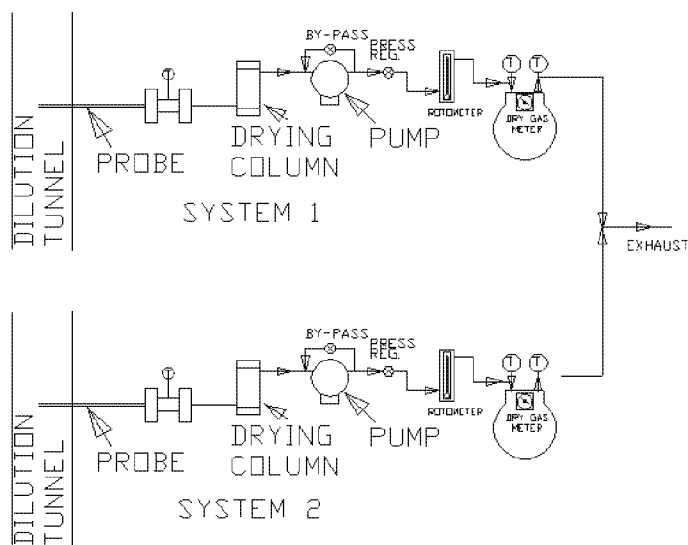 BY-PASS
PRESS
REG.
T
T
T
ROTOMETER
DRY GAS
METER
DILUTION
TUNNEL
PROBE
DRYING
COLUMN
PUMP
SYSTEM 1
EXHAUST
BY-PASS
PRESS
REG.
T
T
T
ROTOMETER
DRY GAS
METER
DILUTION
TUNNEL
PROBE
DRYING
COLUMN
PUMP
SYSTEM 2